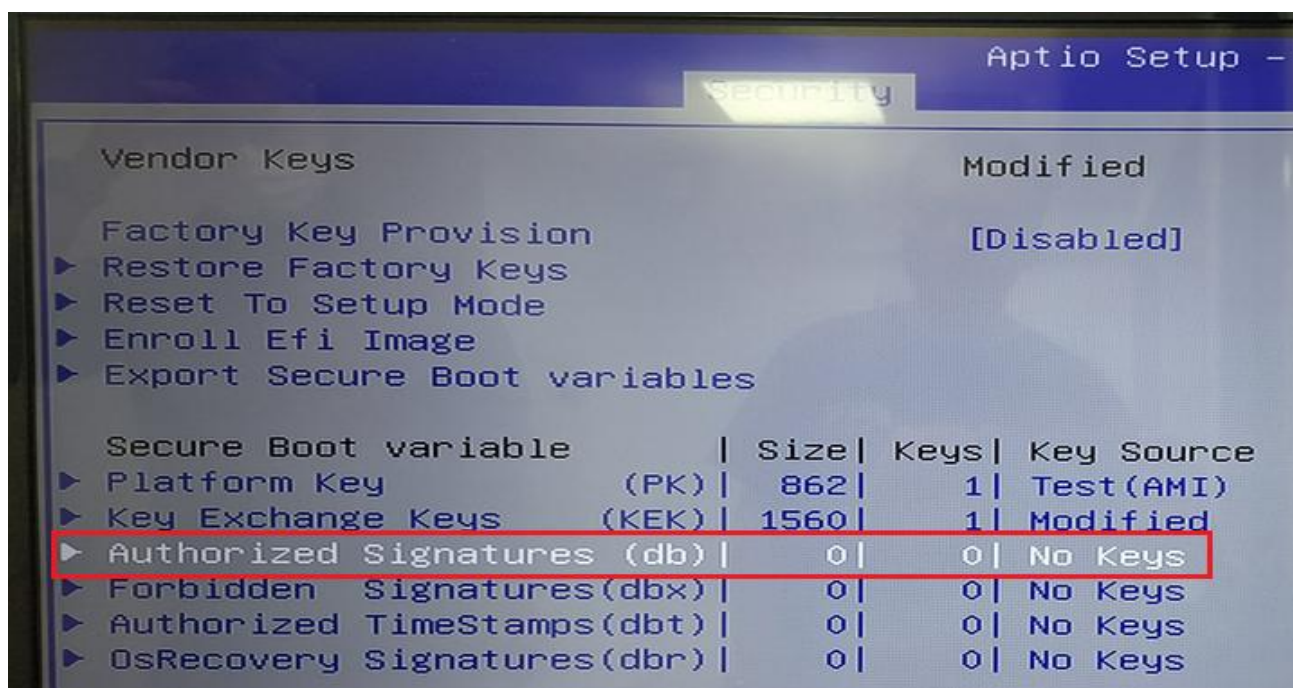 Aptio Setup -
Security
Vendor Keys Modified
Factory Key Provision [Disabled]
► Restore Factory Keys
► Reset To Setup Mode
► Enroll Efi Image
► Export Secure Boot variables
Secure Boot variable | Size| Keys| Key Source
► Platform Key (PK)| 862| 1| Test(AMI)
► Key Exchange Keys (KEK)| 1560| 1| Modified
► Authorized Signatures (db)| 0| 0| No Keys
► Forbidden Signatures(dbx)| 0| 0| No Keys
► Authorized TimeStamps(dbt)| 0| 0| No Keys
► OsRecovery Signatures(dbr)| 0| 0| No Keys